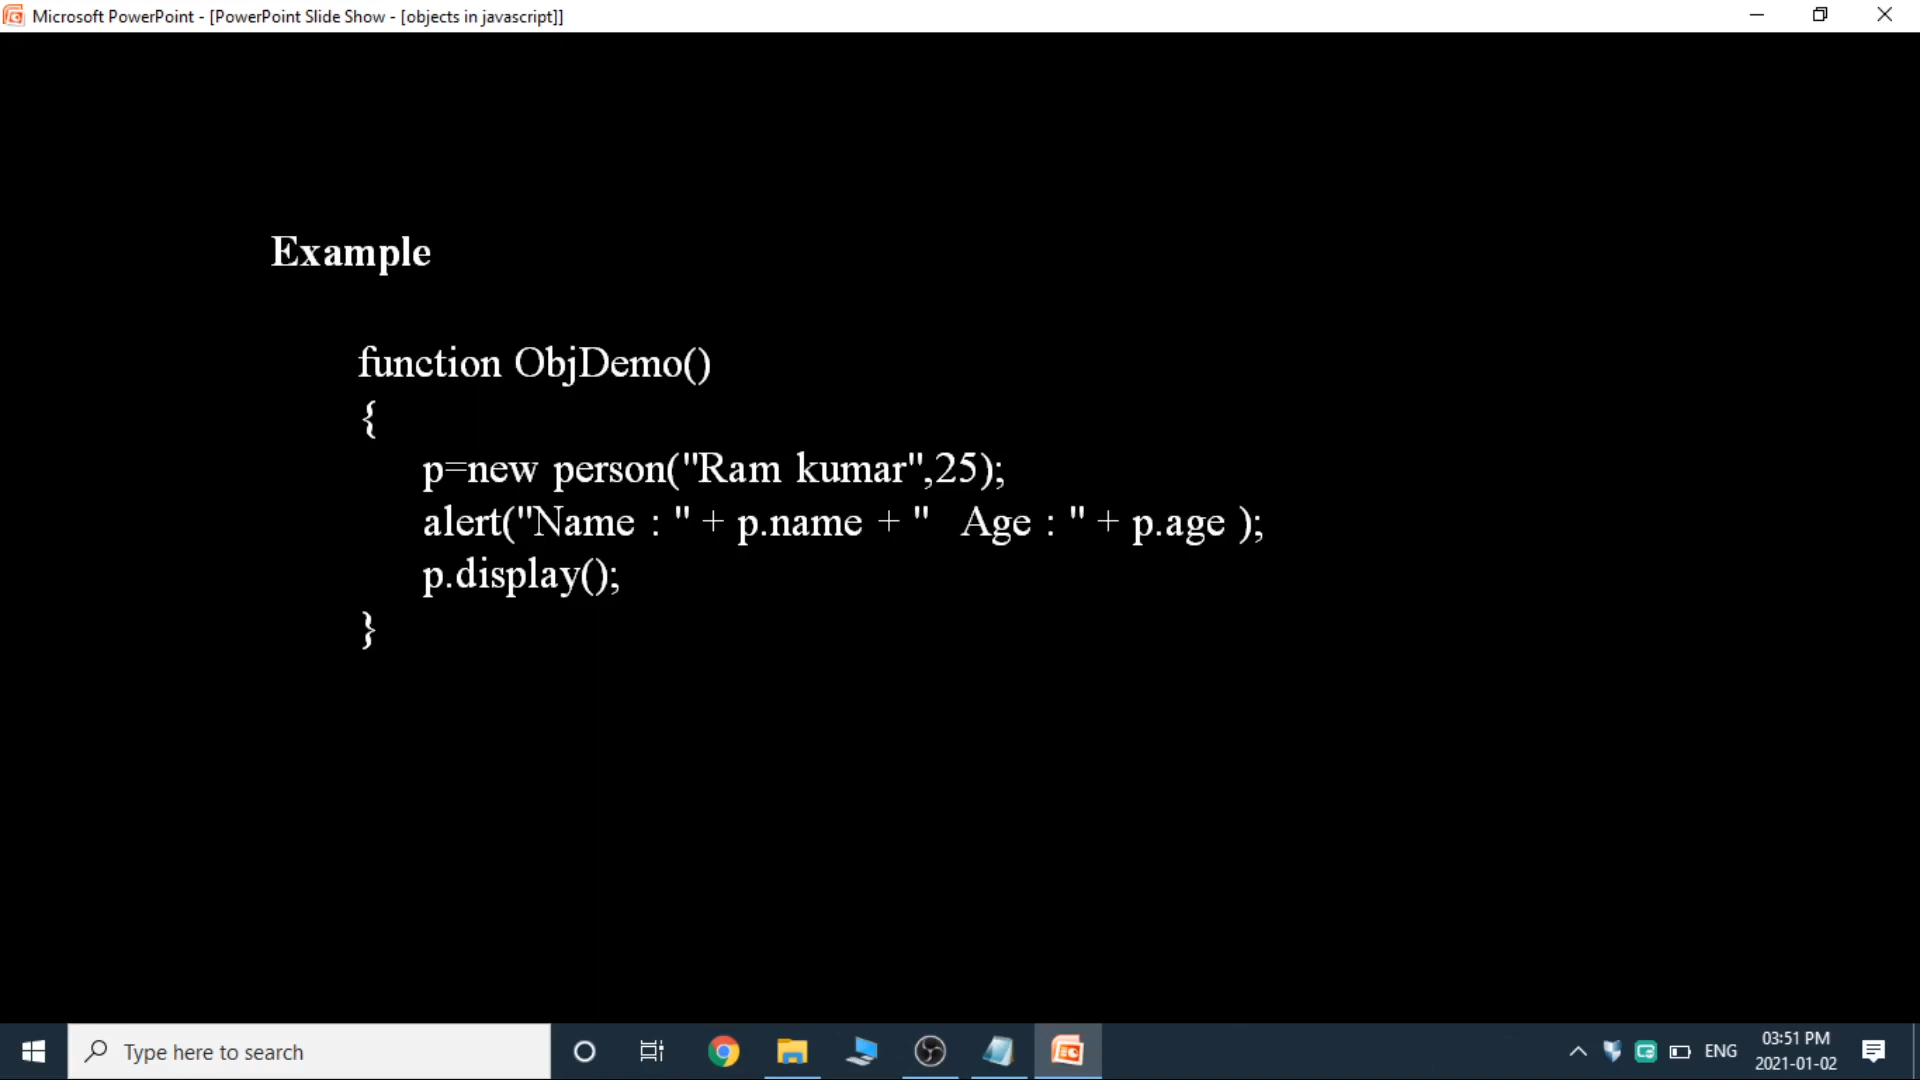 Microsoft PowerPoint - [PowerPoint Slide Show - [objects in javascript]]
Example
function ObjDemo()
{
p=new person("Ram kumar",25);
alert("Name : " + p.name + "   Age : " + p.age );
p.display();
}
Type here to search
ENG
03:51 PM
2021-01-02